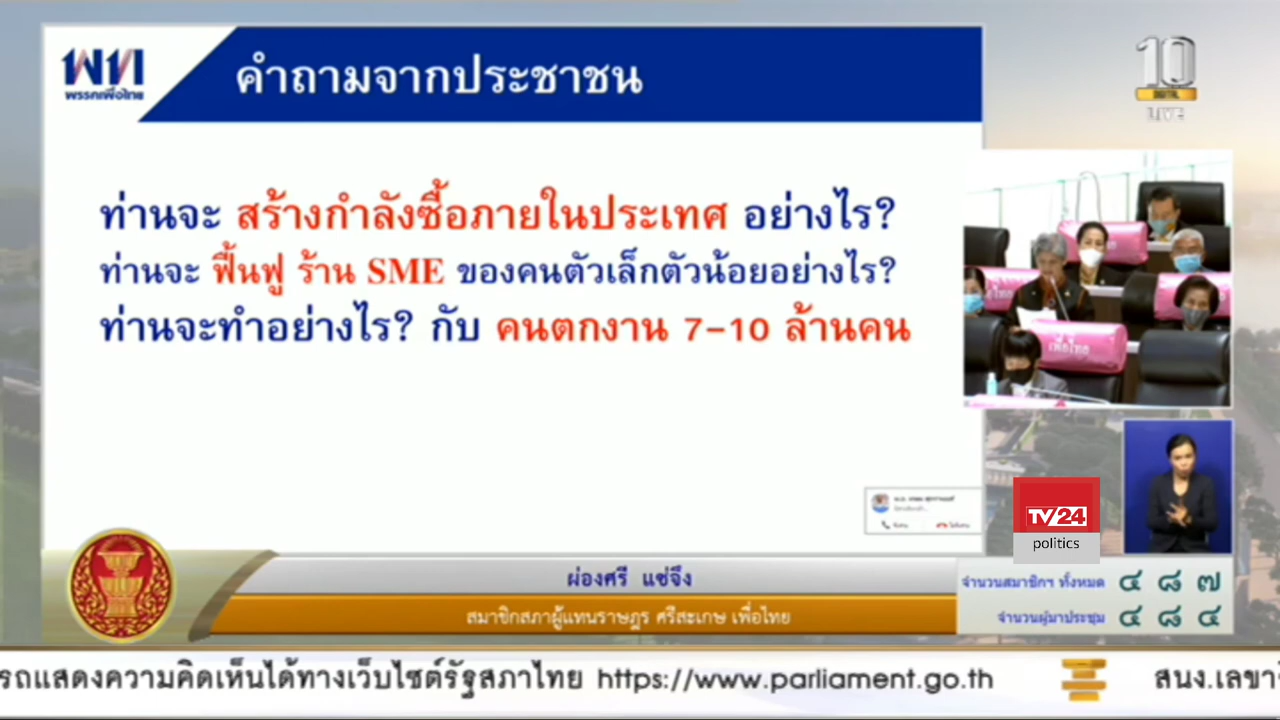 พท
พรรคเพื่อไทย
คำถามจากประชาชน
10
DIGITAL
LIVE
ท่านจะ สร้างกำลังซื้อภายในประเทศ อย่างไร?
ท่านจะ ฟื้นฟู ร้าน SME ของคนตัวเล็กตัวน้อยอย่างไร?
ท่านจะทำอย่างไร? กับ คนตกงาน 7-10 ล้านคน
เพื่อไทย
TV/24
politics
ผ่องศรี แซ่จึง
สมาชิกสภาผู้แทนราษฎร ศรีสะเกษ เพื่อไทย
จำนวนสมาชิกฯ ทั้งหมด ๔ ๘ ๗
จำนวนผู้มาประชุม ๔ ๘ ๔
รถแสดงความคิดเห็นได้ทางเว็บไซต์รัฐสภาไทย https://www.parliament.go.th สนง.เลขา